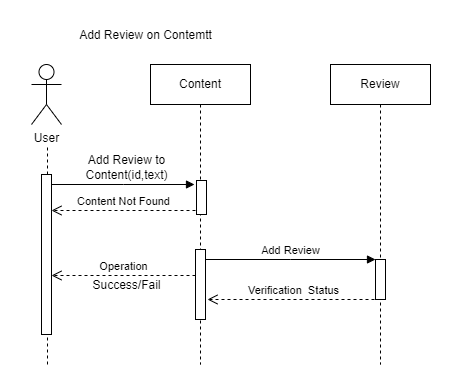 Add Review on Contemtt
Content
Review
User
Add Review to
Content(id,text)
Content Not Found
Add Review
Operation
Success/Fail
Verification Status